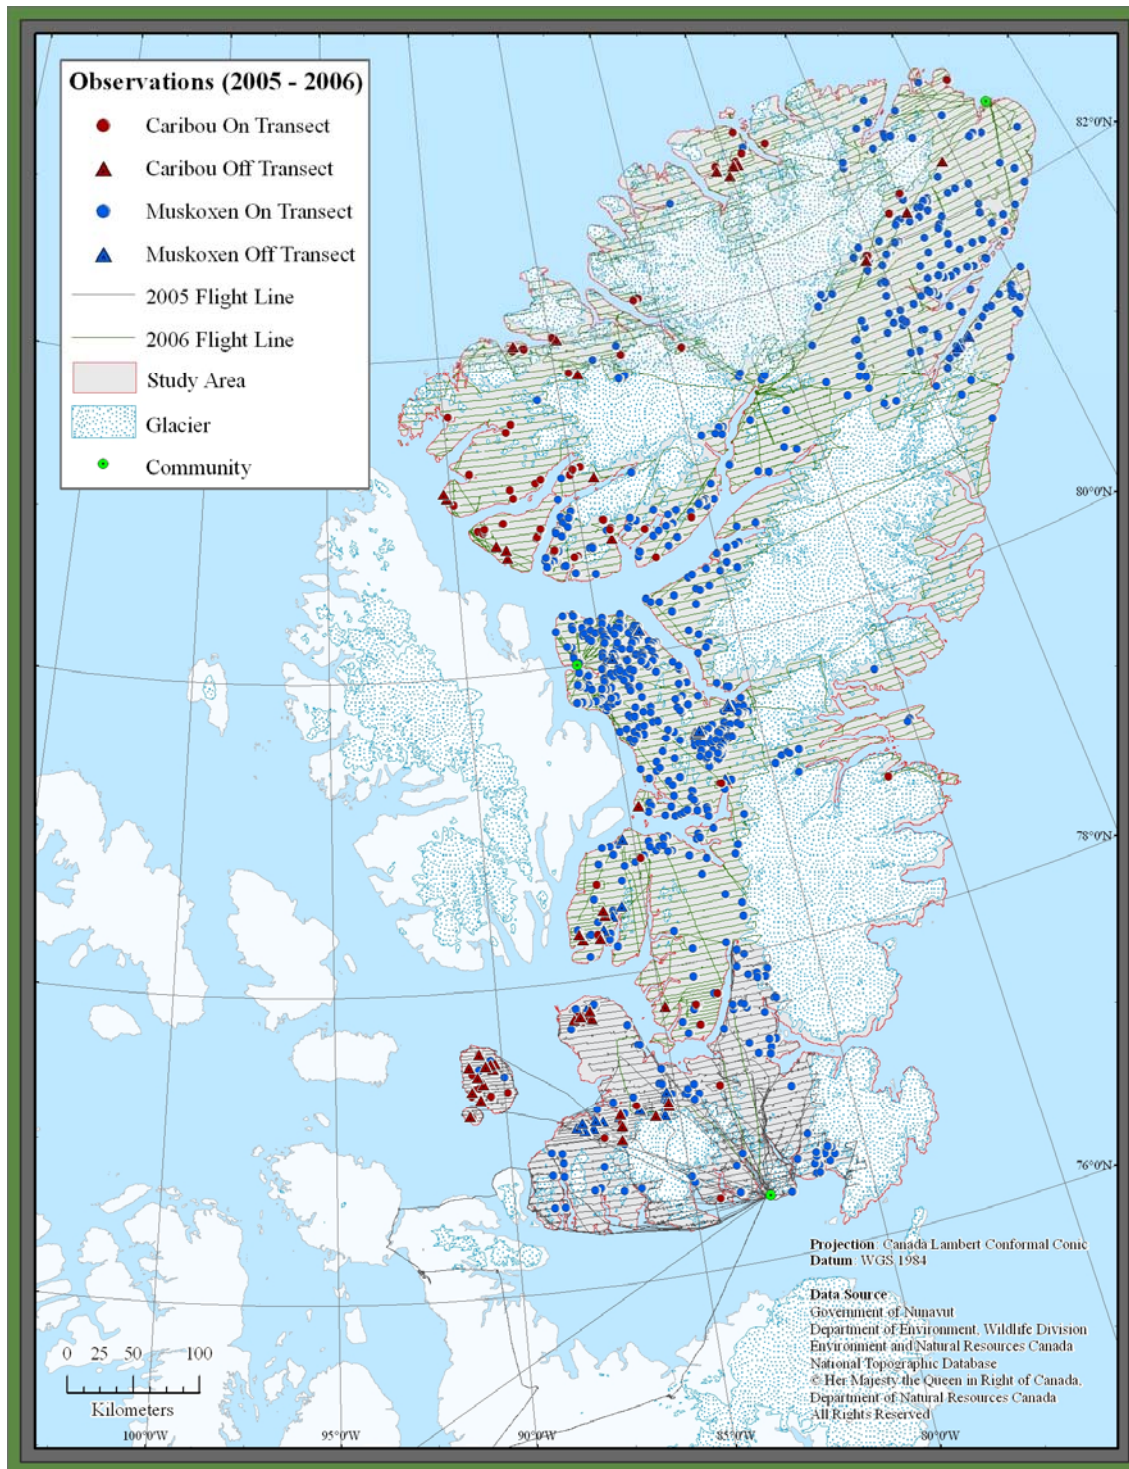 Observations (2005 - 2006)
Caribou On Transect
Caribou Off Transect
Muskoxen On Transect
Muskoxen Off Transect
2005 Flight Line
2006 Flight Line
Study Area
Glacier
Community
82°0'N
80°0'N
78°0'N
76°0'N
Projection: Canada Lambert Conformal Conic
Datum: WGS 1984
Data Source:
Government of Nunavut
Department of Environment, Wildlife Division
Environment and Natural Resources Canada
National Topographic Database
© Her Majesty the Queen in Right of Canada,
Department of Natural Resources Canada
All Rights Reserved
0 25 50 100
Kilometers
100°0'W 95°0'W 90°0'W 85°0'W 80°0'W